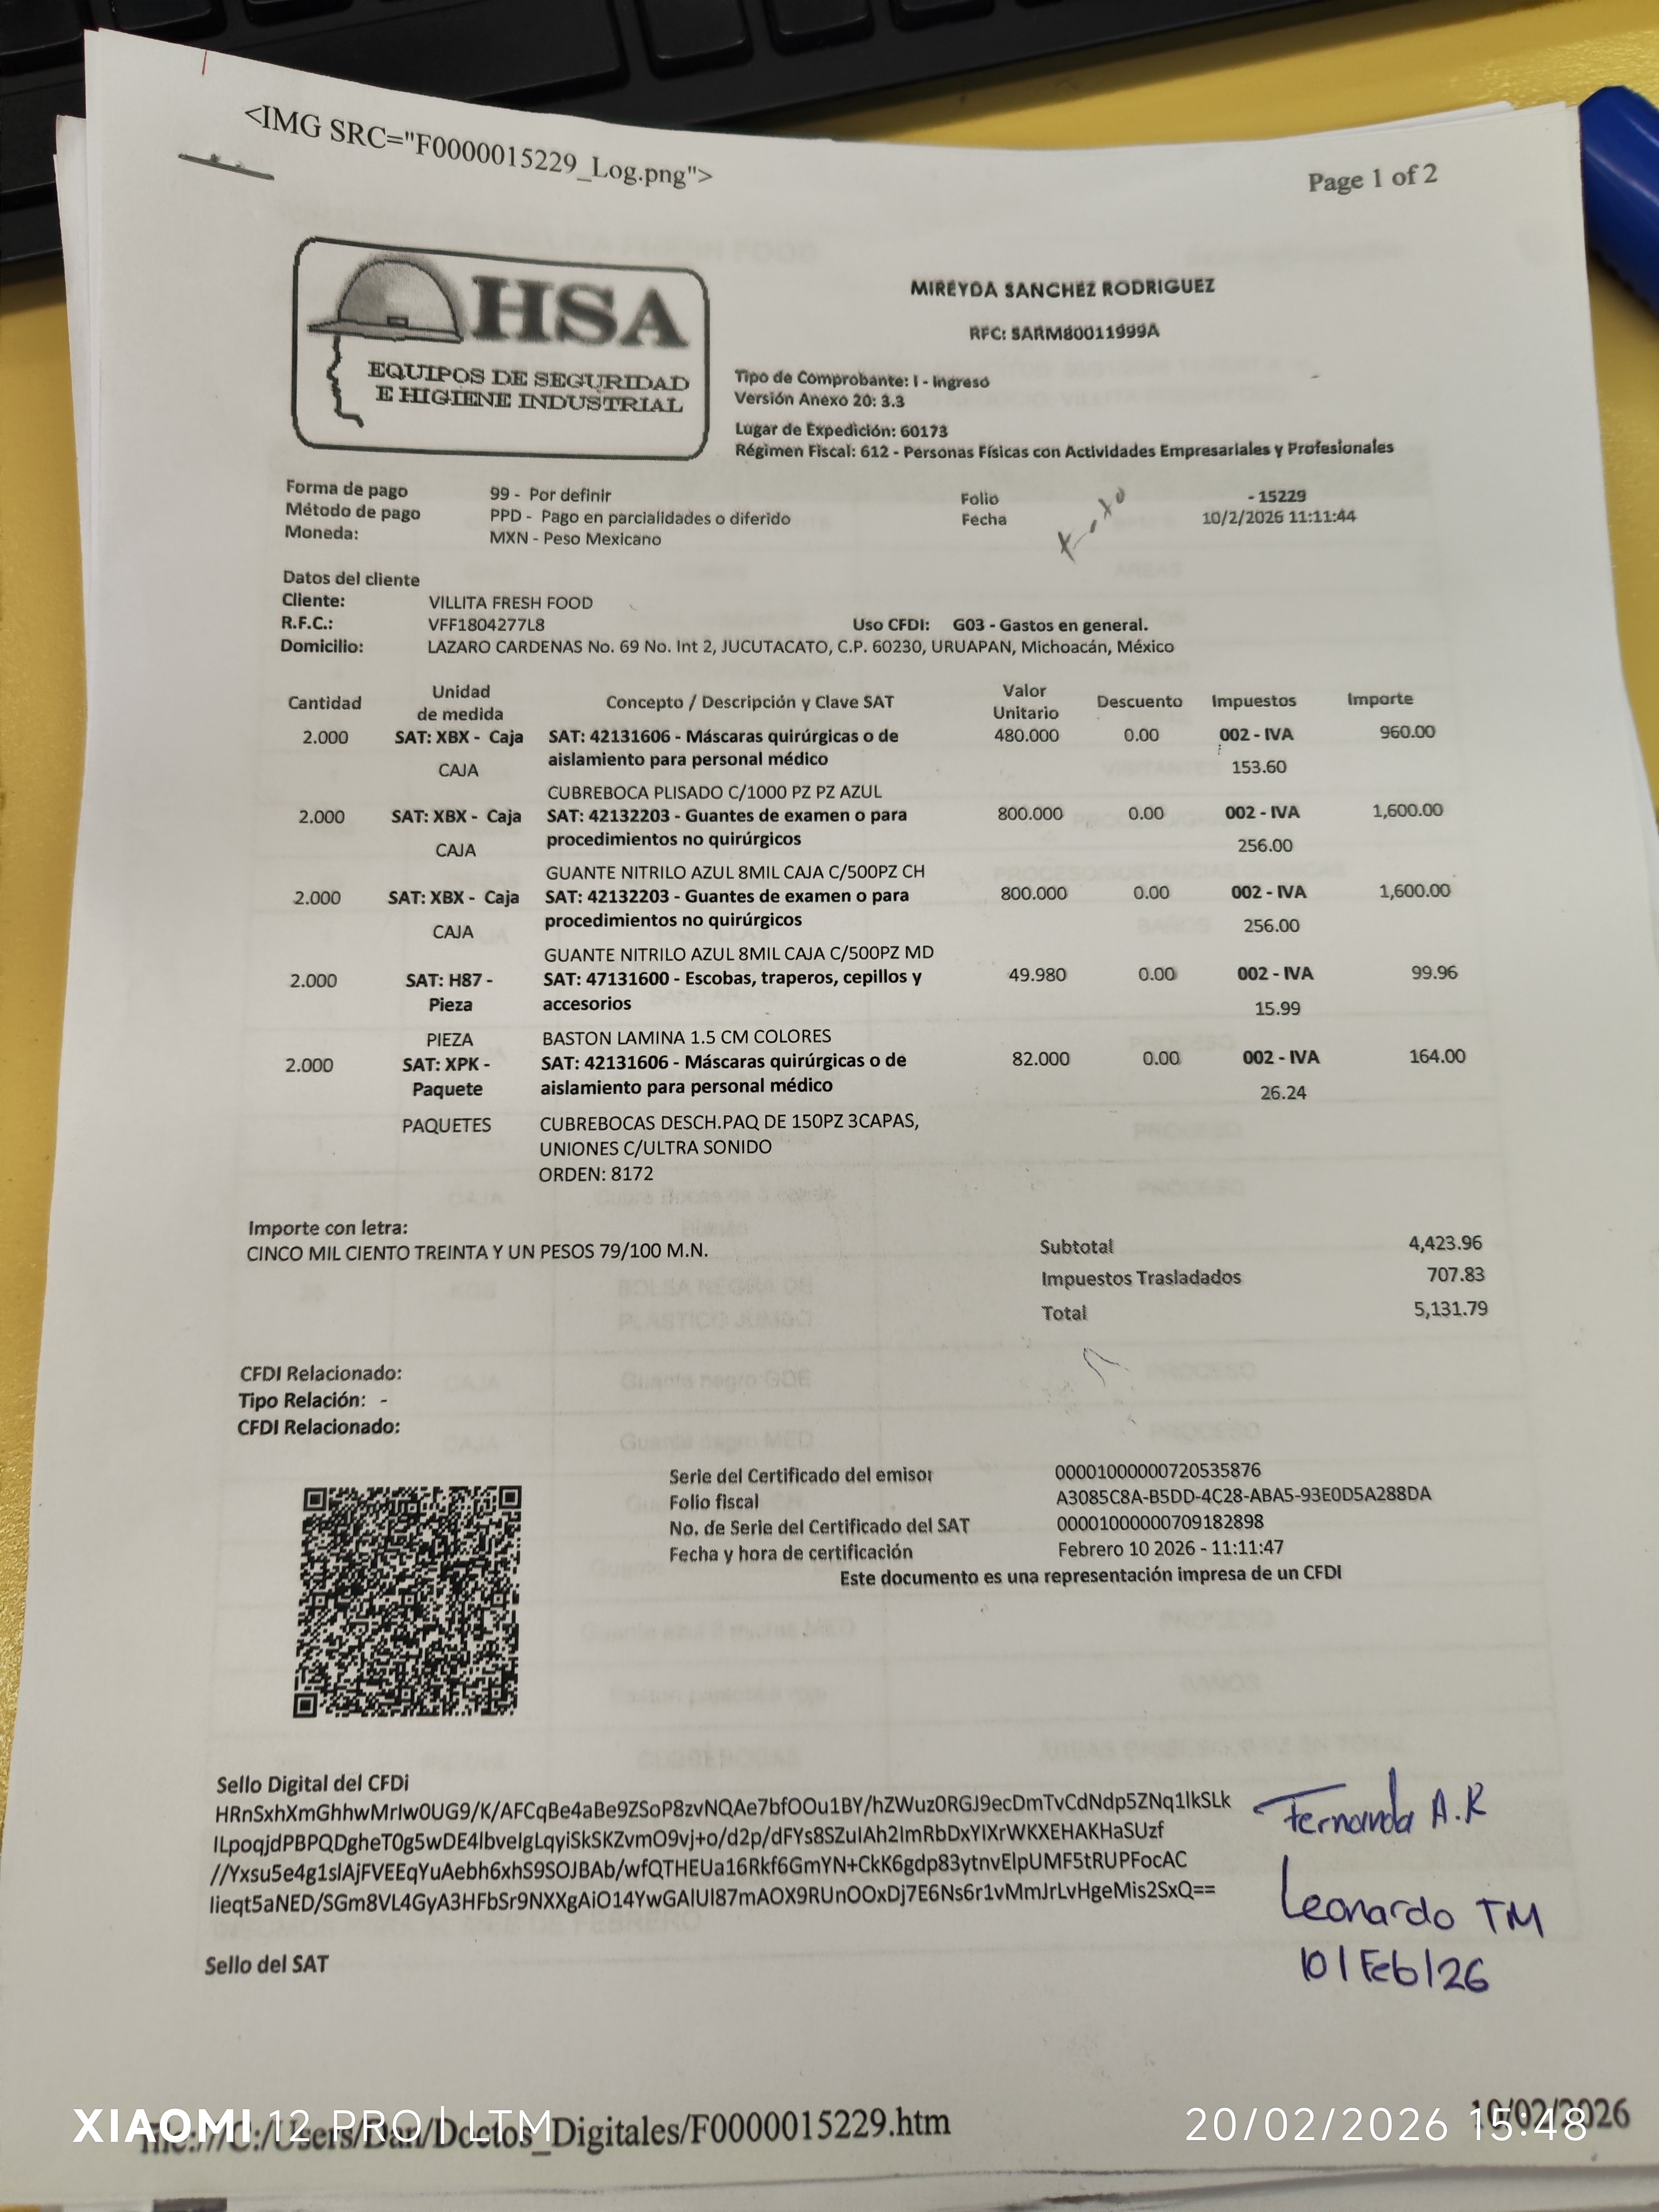 <IMG SRC="F0000015229_Log.png">
Page 1 of 2
HSA
EQUIPOS DE SEGURIDAD
E HIGIENE INDUSTRIAL
MIREYDA SANCHEZ RODRIGUEZ
RFC: SARM80011999A
Tipo de Comprobante: I - Ingreso
Versión Anexo 20: 3.3
Lugar de Expedición: 60173
Régimen Fiscal: 612 - Personas Físicas con Actividades Empresariales y Profesionales
Forma de pago 99 - Por definir Folio - 15229
Método de pago PPD - Pago en parcialidades o diferido Fecha 10/2/2026 11:11:44
Moneda: MXN - Peso Mexicano
Datos del cliente
Cliente: VILLITA FRESH FOOD
R.F.C.: VFF1804277L8 Uso CFDI: G03 - Gastos en general.
Domicilio: LAZARO CARDENAS No. 69 No. Int 2, JUCUTACATO, C.P. 60230, URUAPAN, Michoacán, México
Cantidad Unidad de medida Concepto / Descripción y Clave SAT Valor Unitario Descuento Impuestos Importe
2.000 SAT: XBX - Caja SAT: 42131606 - Máscaras quirúrgicas o de 480.000 0.00 002 - IVA 960.00
aislamiento para personal médico
CAJA 153.60
CUBREBOCA PLISADO C/1000 PZ PZ AZUL
2.000 SAT: XBX - Caja SAT: 42132203 - Guantes de examen o para 800.000 0.00 002 - IVA 1,600.00
procedimientos no quirúrgicos
CAJA 256.00
GUANTE NITRILO AZUL 8MIL CAJA C/500PZ CH
2.000 SAT: XBX - Caja SAT: 42132203 - Guantes de examen o para 800.000 0.00 002 - IVA 1,600.00
procedimientos no quirúrgicos
CAJA 256.00
GUANTE NITRILO AZUL 8MIL CAJA C/500PZ MD
2.000 SAT: H87 - SAT: 47131600 - Escobas, traperos, cepillos y 49.980 0.00 002 - IVA 99.96
Pieza accesorios 15.99
PIEZA BASTON LAMINA 1.5 CM COLORES
2.000 SAT: XPK - SAT: 42131606 - Máscaras quirúrgicas o de 82.000 0.00 002 - IVA 164.00
Paquete aislamiento para personal médico 26.24
PAQUETES CUBREBOCAS DESCH.PAQ DE 150PZ 3CAPAS,
UNIONES C/ULTRA SONIDO
ORDEN: 8172
Importe con letra:
CINCO MIL CIENTO TREINTA Y UN PESOS 79/100 M.N.
Subtotal 4,423.96
Impuestos Trasladados 707.83
Total 5,131.79
CFDI Relacionado:
Tipo Relación: -
CFDI Relacionado:
Serie del Certificado del emisor 00001000000720535876
Folio fiscal A3085C8A-B5DD-4C28-ABA5-93E0D5A288DA
No. de Serie del Certificado del SAT 00001000000709182898
Fecha y hora de certificación Febrero 10 2026 - 11:11:47
Este documento es una representación impresa de un CFDI
Sello Digital del CFDi
HRnSxhXmGhhwMrIw0UG9/K/AFCqBe4aBe9ZSoP8zvNQAe7bfOOu1BY/hZWuz0RGJ9ecDmTvCdNdp5ZNq1lkSLk
ILpoqjdPBPQDgheT0g5wDE4lbveIgLqyiSkSKZvmO9vj+o/d2p/dFYs8SZulAh2ImRbDxYIXrWKXEHAKHaSUzf
//Yxsu5e4g1slAjFVEEqYuAebh6xhS9SOJBAb/wfQTHEUa16Rkf6GmYN+CkK6gdp83ytnvElpUMF5tRUPFocAC
lieqt5aNED/SGm8VL4GyA3HFbSr9NXXgAiO14YwGAlUl87mAOX9RUnOOxDj7E6Ns6r1vMmJrLvHgeMis2SxQ==
Sello del SAT
Fernanda A.R
Leonardo TM
10/Feb/26
file:///C:/Users/Dan/Doctos_Digitales/F0000015229.htm
10/02/2026
XIAOMI 12 PRO | LTM
20/02/2026 15:48